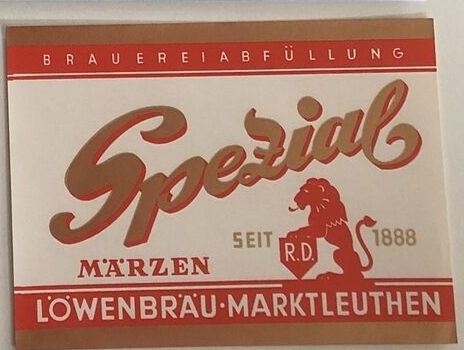 BRAUEREIABFÜLLUNG
Spezial
SEIT R.D. 1888
MÄRZEN
LÖWENBRÄU·MARKTLEUTHEN